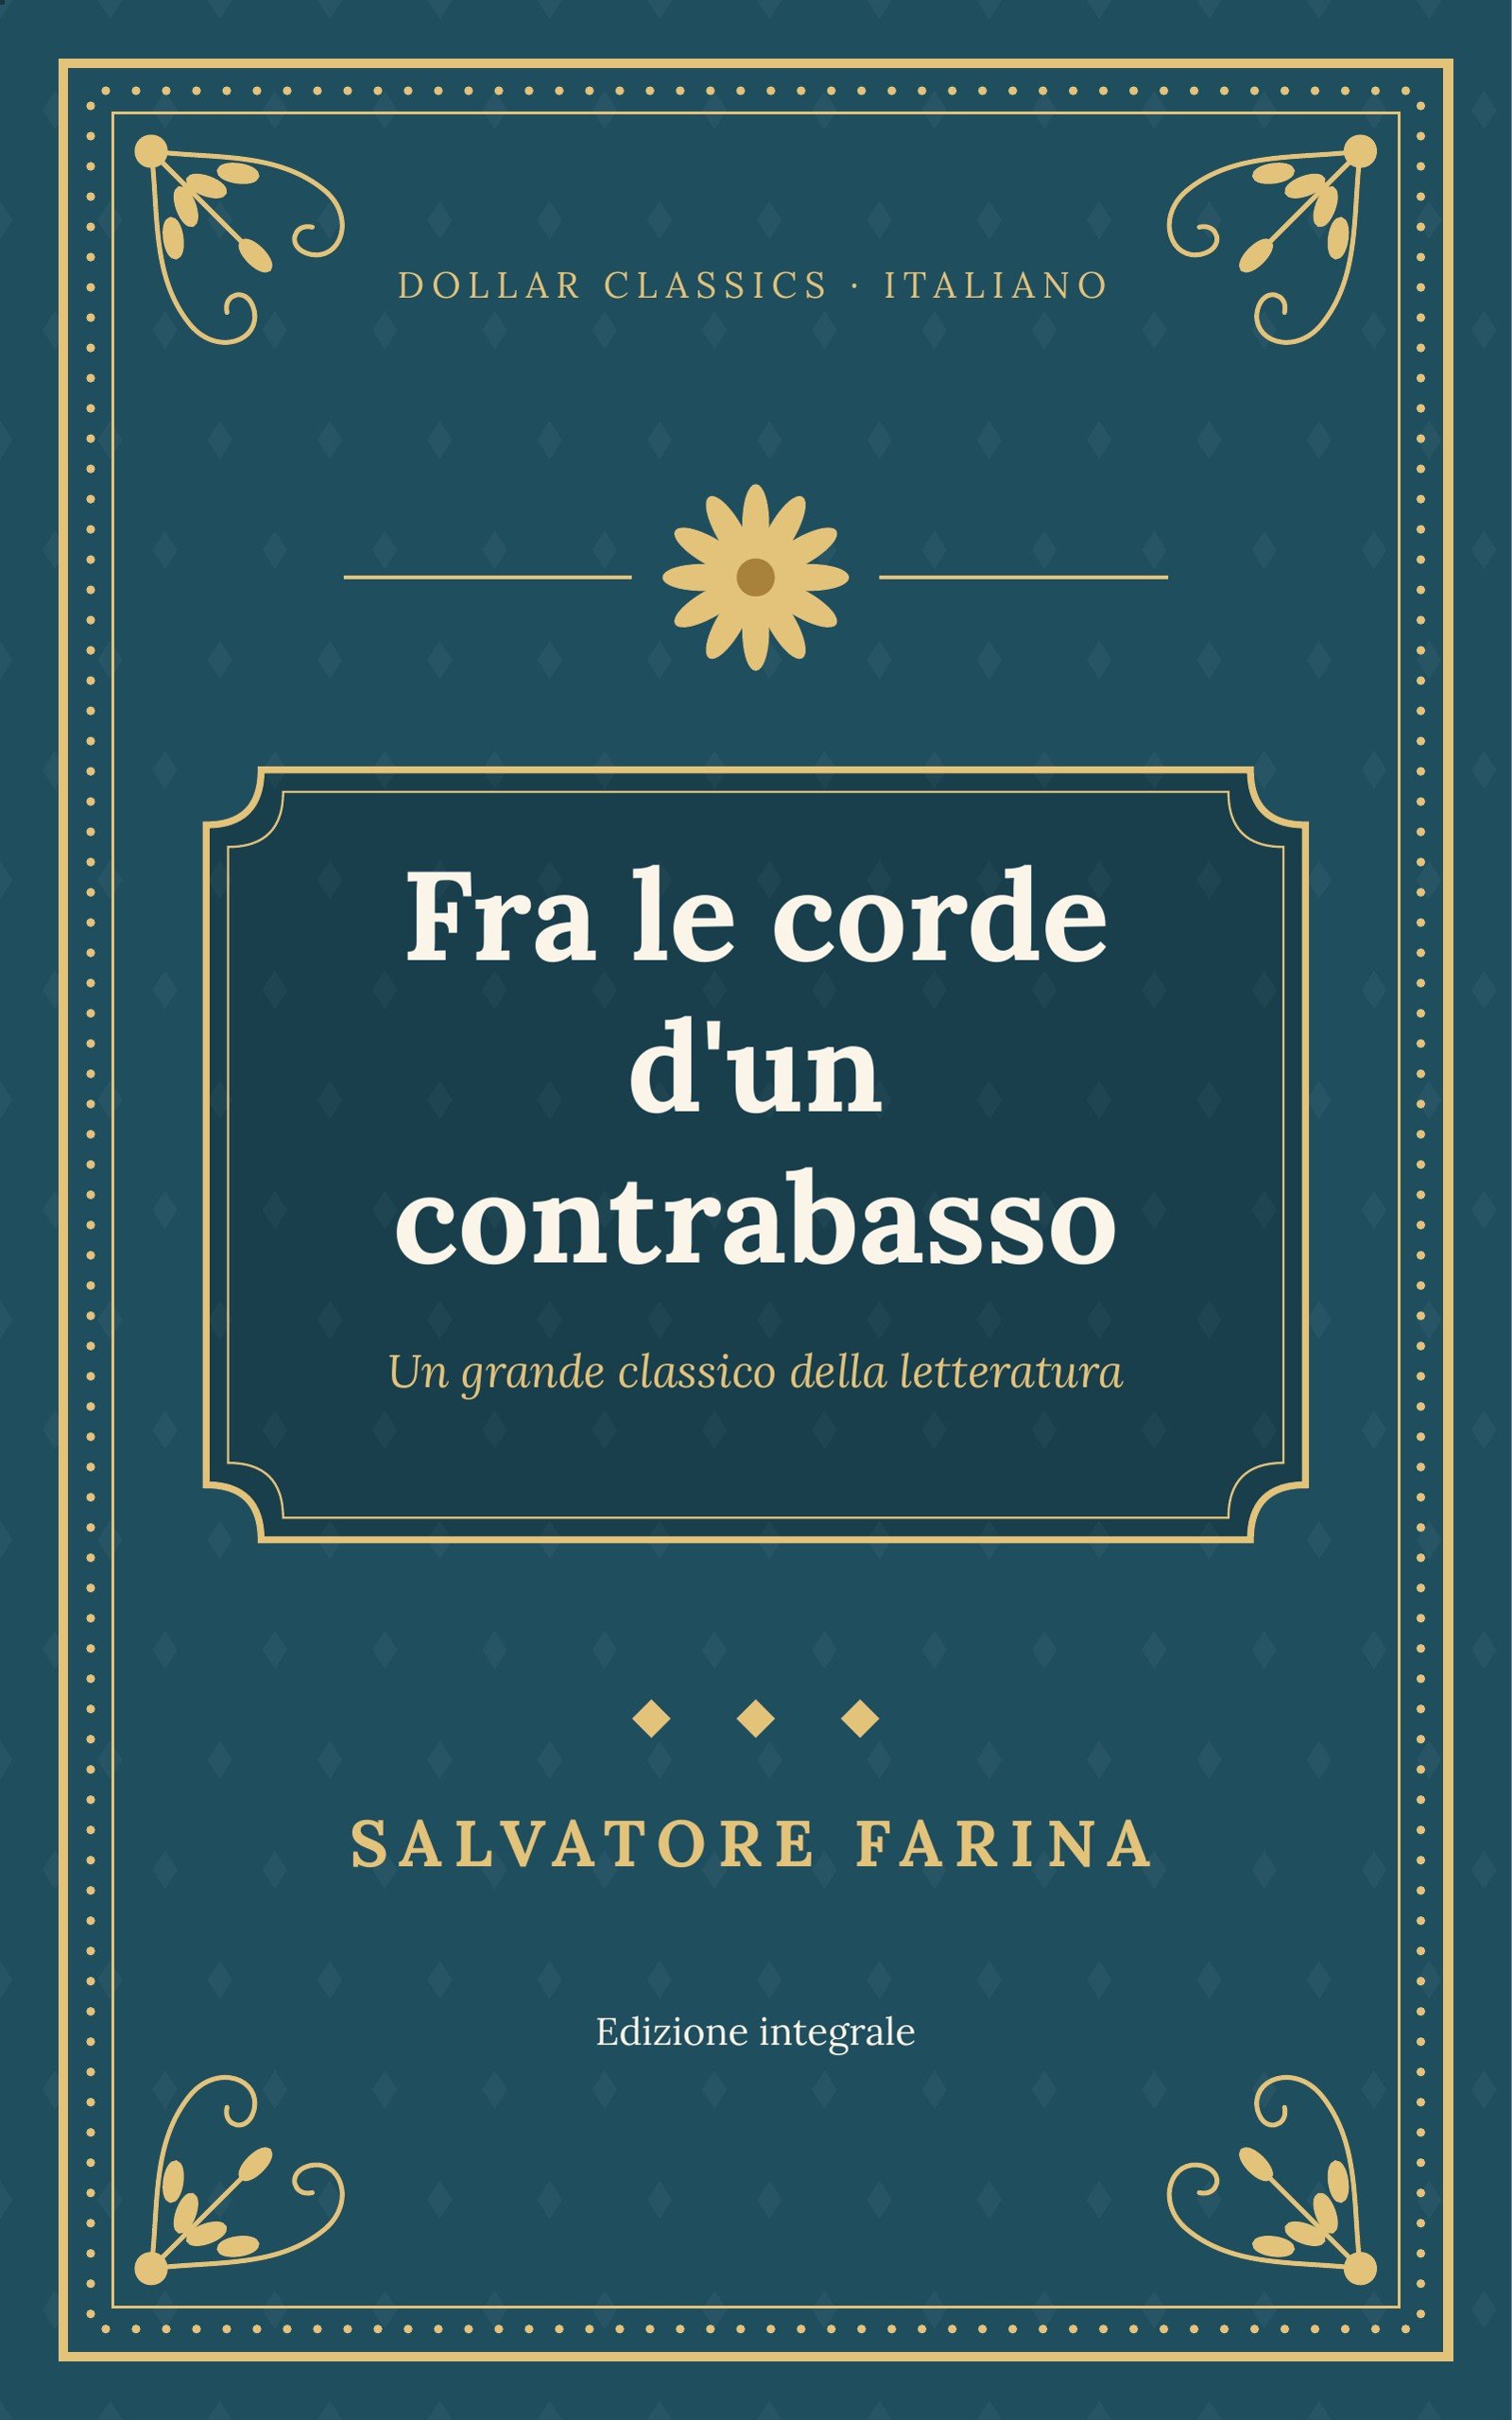 DOLLAR CLASSICS · ITALIANO
Fra le corde
d'un
contrabasso
Un grande classico della letteratura
SALVATORE FARINA
Edizione integrale